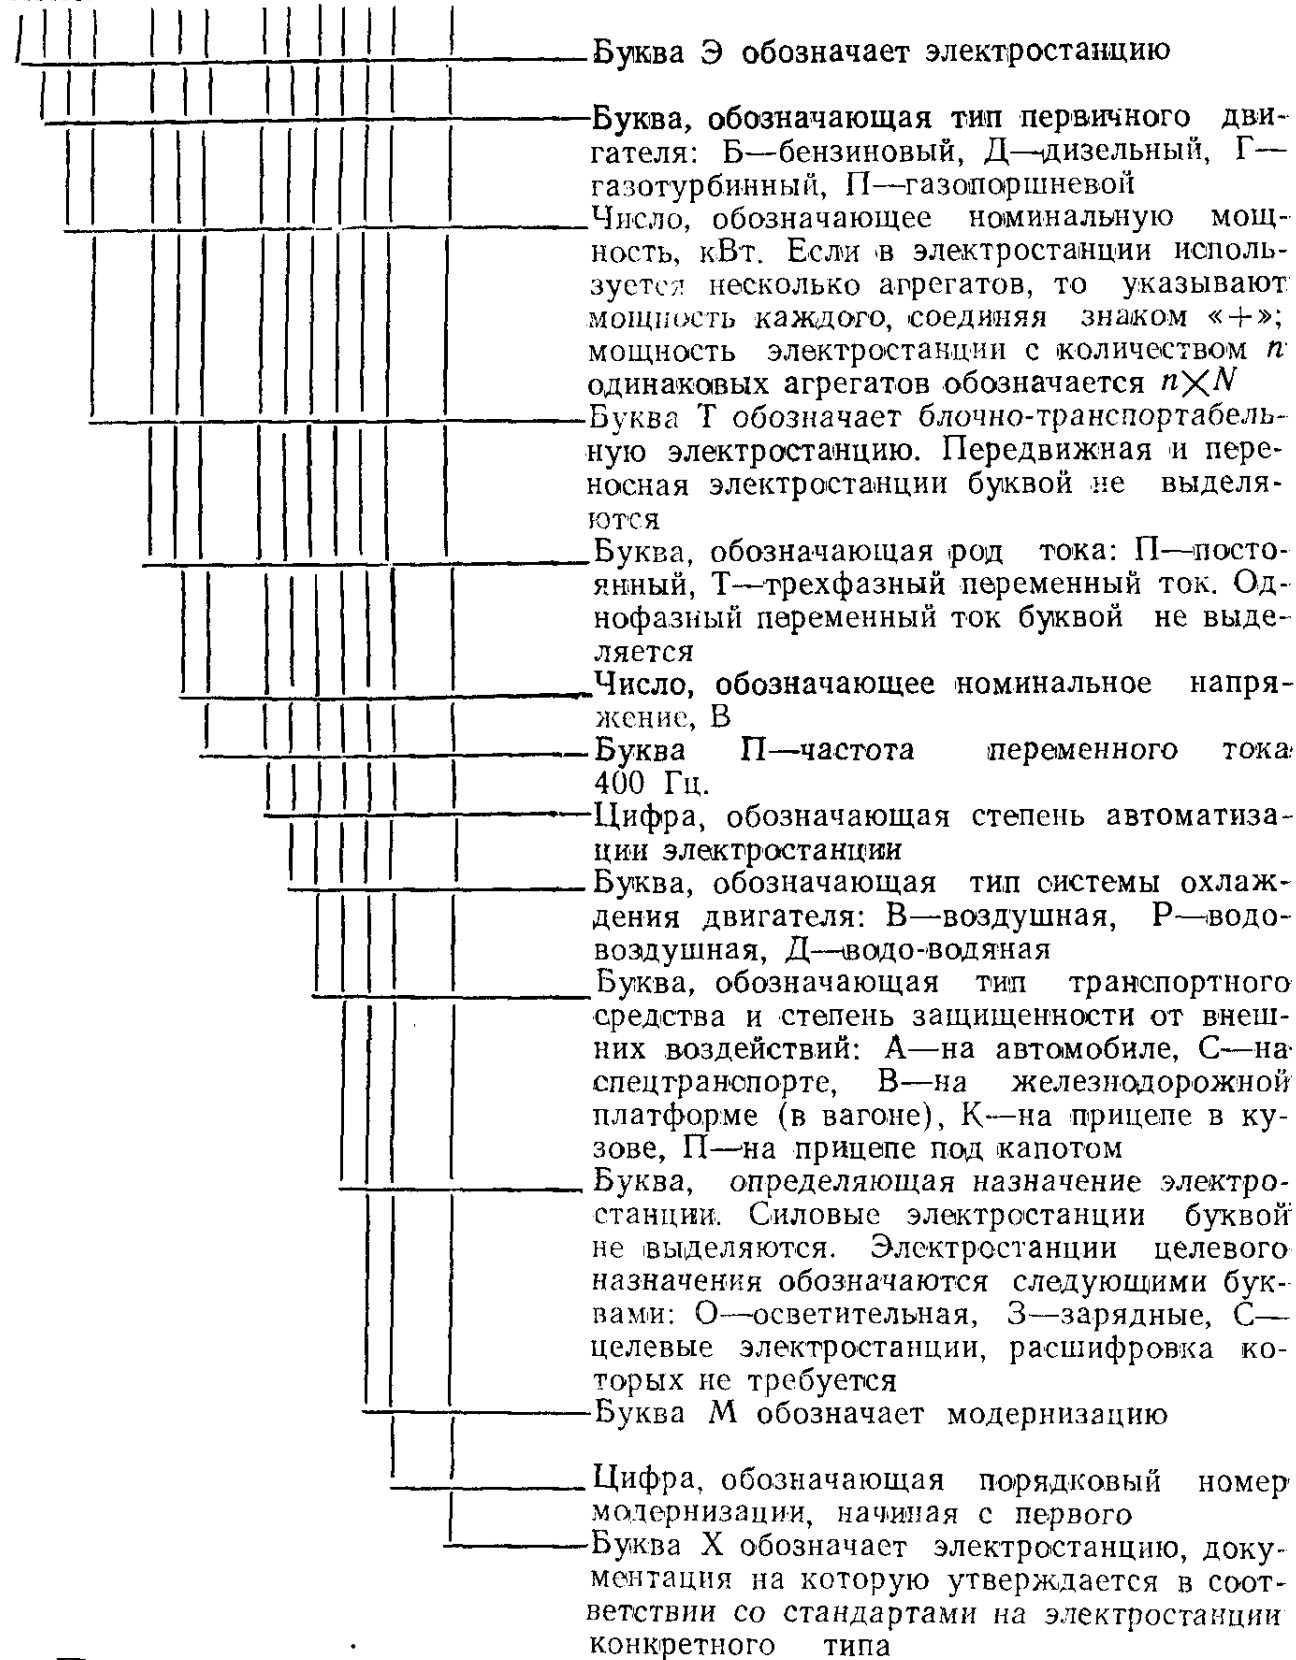 Буква Э обозначает электростанцию
Буква, обозначающая тип первичного дви-
гателя: Б—бензиновый, Д—дизельный, Г—
газотурбинный, П—газопоршневой
Число, обозначающее номинальную мощ-
ность, кВт. Если в электростанции исполь-
зуется несколько агрегатов, то указывают
мощность каждого, соединяя знаком «+»;
мощность электростанции с количеством n
одинаковых агрегатов обозначается n×N
Буква Т обозначает блочно-транспортабель-
ную электростанцию. Передвижная и пере-
носная электростанции буквой не выделя-
ются
Буква, обозначающая род тока: П—посто-
янный, Т—трехфазный переменный ток. Од-
нофазный переменный ток буквой не выде-
ляется
Число, обозначающее номинальное напря-
жение, В
Буква П—частота переменного тока
400 Гц.
Цифра, обозначающая степень автоматиза-
ции электростанции
Буква, обозначающая тип системы охлаж-
дения двигателя: В—воздушная, Р—водо-
воздушная, Д—водо-водяная
Буква, обозначающая тип транспортного
средства и степень защищенности от внеш-
них воздействий: А—на автомобиле, С—на
спецтранспорте, В—на железнодорожной
платформе (в вагоне), К—на прицепе в ку-
зове, П—на прицепе под капотом
Буква, определяющая назначение электро-
станции. Силовые электростанции буквой
не выделяются. Электростанции целевого
назначения обозначаются следующими бук-
вами: О—осветительная, З—зарядные, С—
целевые электростанции, расшифровка ко-
торых не требуется
Буква М обозначает модернизацию
Цифра, обозначающая порядковый номер
модернизации, начиная с первого
Буква Х обозначает электростанцию, доку-
ментация на которую утверждается в соот-
ветствии со стандартами на электростанции
конкретного типа